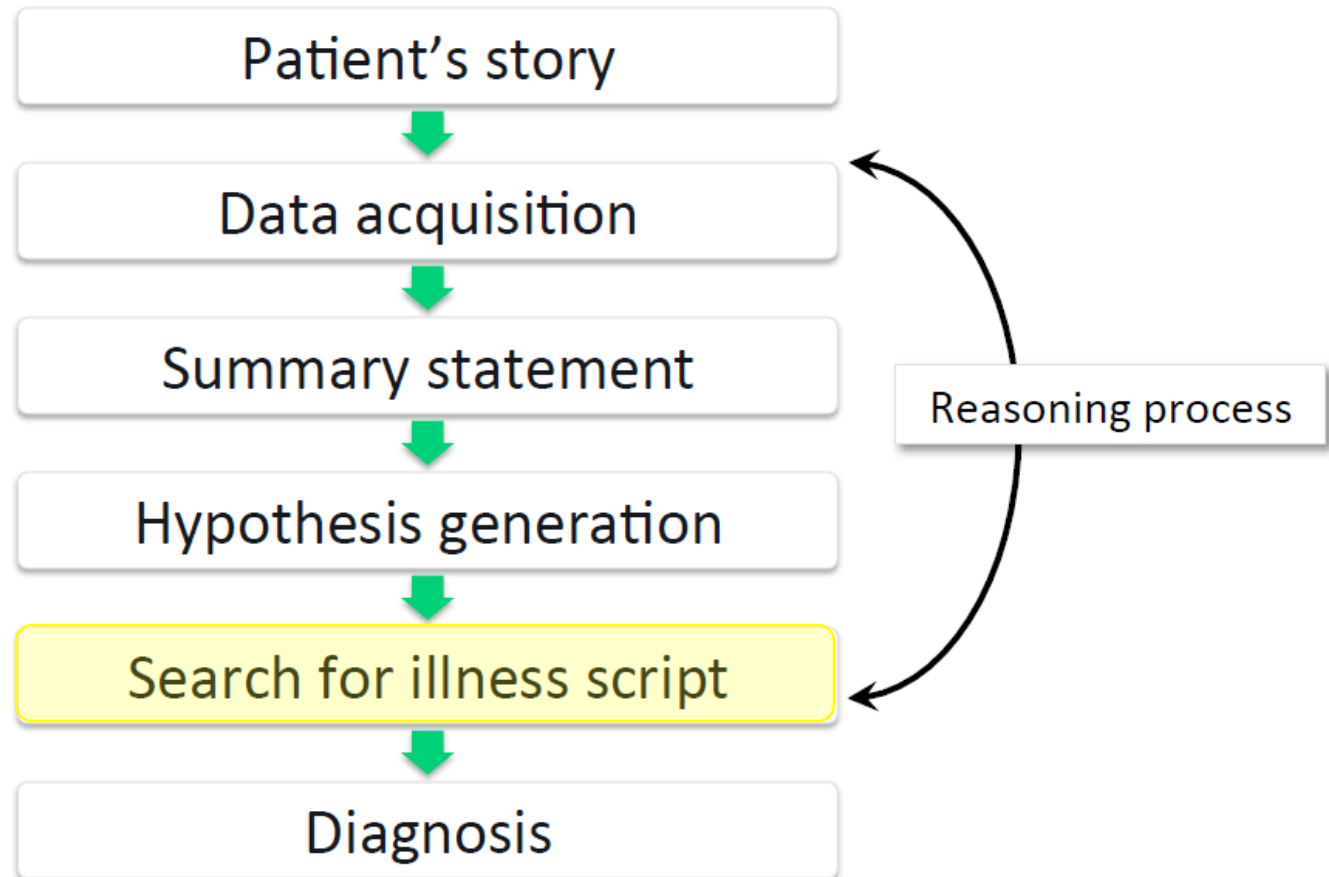 Patient’s story
Data acquisition
Summary statement
Reasoning process
Hypothesis generation
Search for illness script
Diagnosis